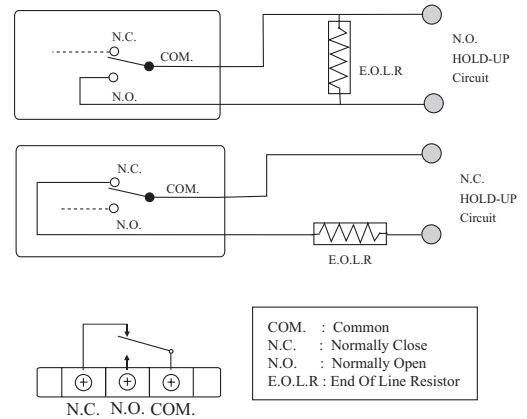 N.C.
COM.
N.O.
E.O.L.R
N.O.
HOLD-UP
Circuit
N.C.
COM.
N.O.
E.O.L.R
N.C.
HOLD-UP
Circuit
N.C. N.O. COM.
COM. : Common
N.C. : Normally Close
N.O. : Normally Open
E.O.L.R : End Of Line Resistor